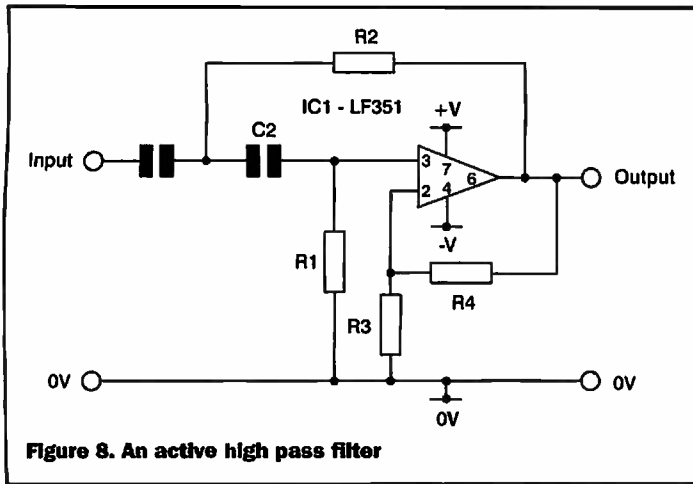 R2
IC1 - LF351
+V
Input
C2
3
7
6
Output
2
4
-V
R1
R4
R3
0V
0V
0V
Figure 8. An active high pass filter